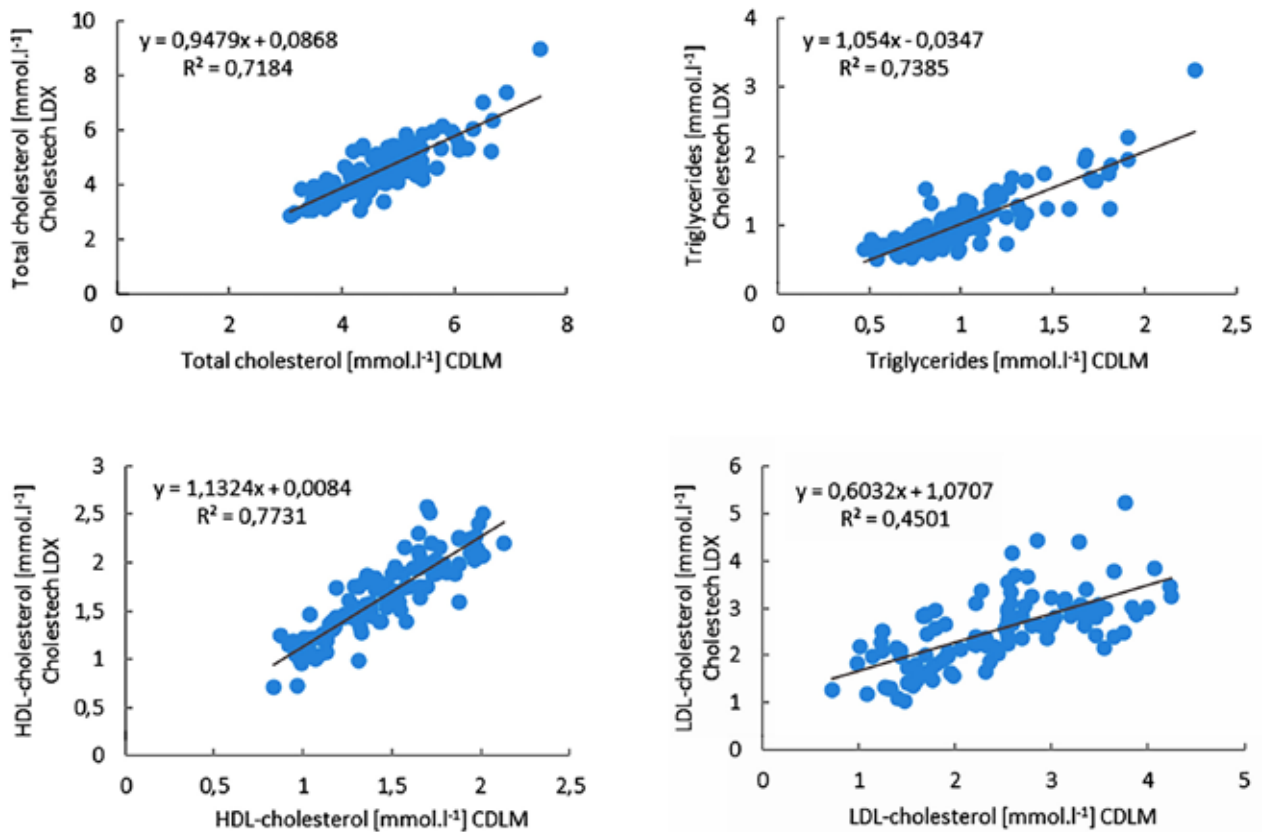 Total cholesterol [mmol.l⁻¹]
Cholestech LDX
10
8
6
4
2
0
y = 0,9479x + 0,0868
R² = 0,7184
0 2 4 6 8
Total cholesterol [mmol.l⁻¹] CDLM
Triglycerides [mmol.l⁻¹]
Cholestech LDX
4
3
2
1
0
y = 1,054x - 0,0347
R² = 0,7385
0,5 1 1,5 2 2,5
Triglycerides [mmol.l⁻¹] CDLM
HDL-cholesterol [mmol.l⁻¹]
Cholestech LDX
3
2,5
2
1,5
1
0,5
0
y = 1,1324x + 0,0084
R² = 0,7731
0 0,5 1 1,5 2 2,5
HDL-cholesterol [mmol.l⁻¹] CDLM
LDL-cholesterol [mmol.l⁻¹]
Cholestech LDX
6
5
4
3
2
1
0
y = 0,6032x + 1,0707
R² = 0,4501
0 1 2 3 4 5
LDL-cholesterol [mmol.l⁻¹] CDLM